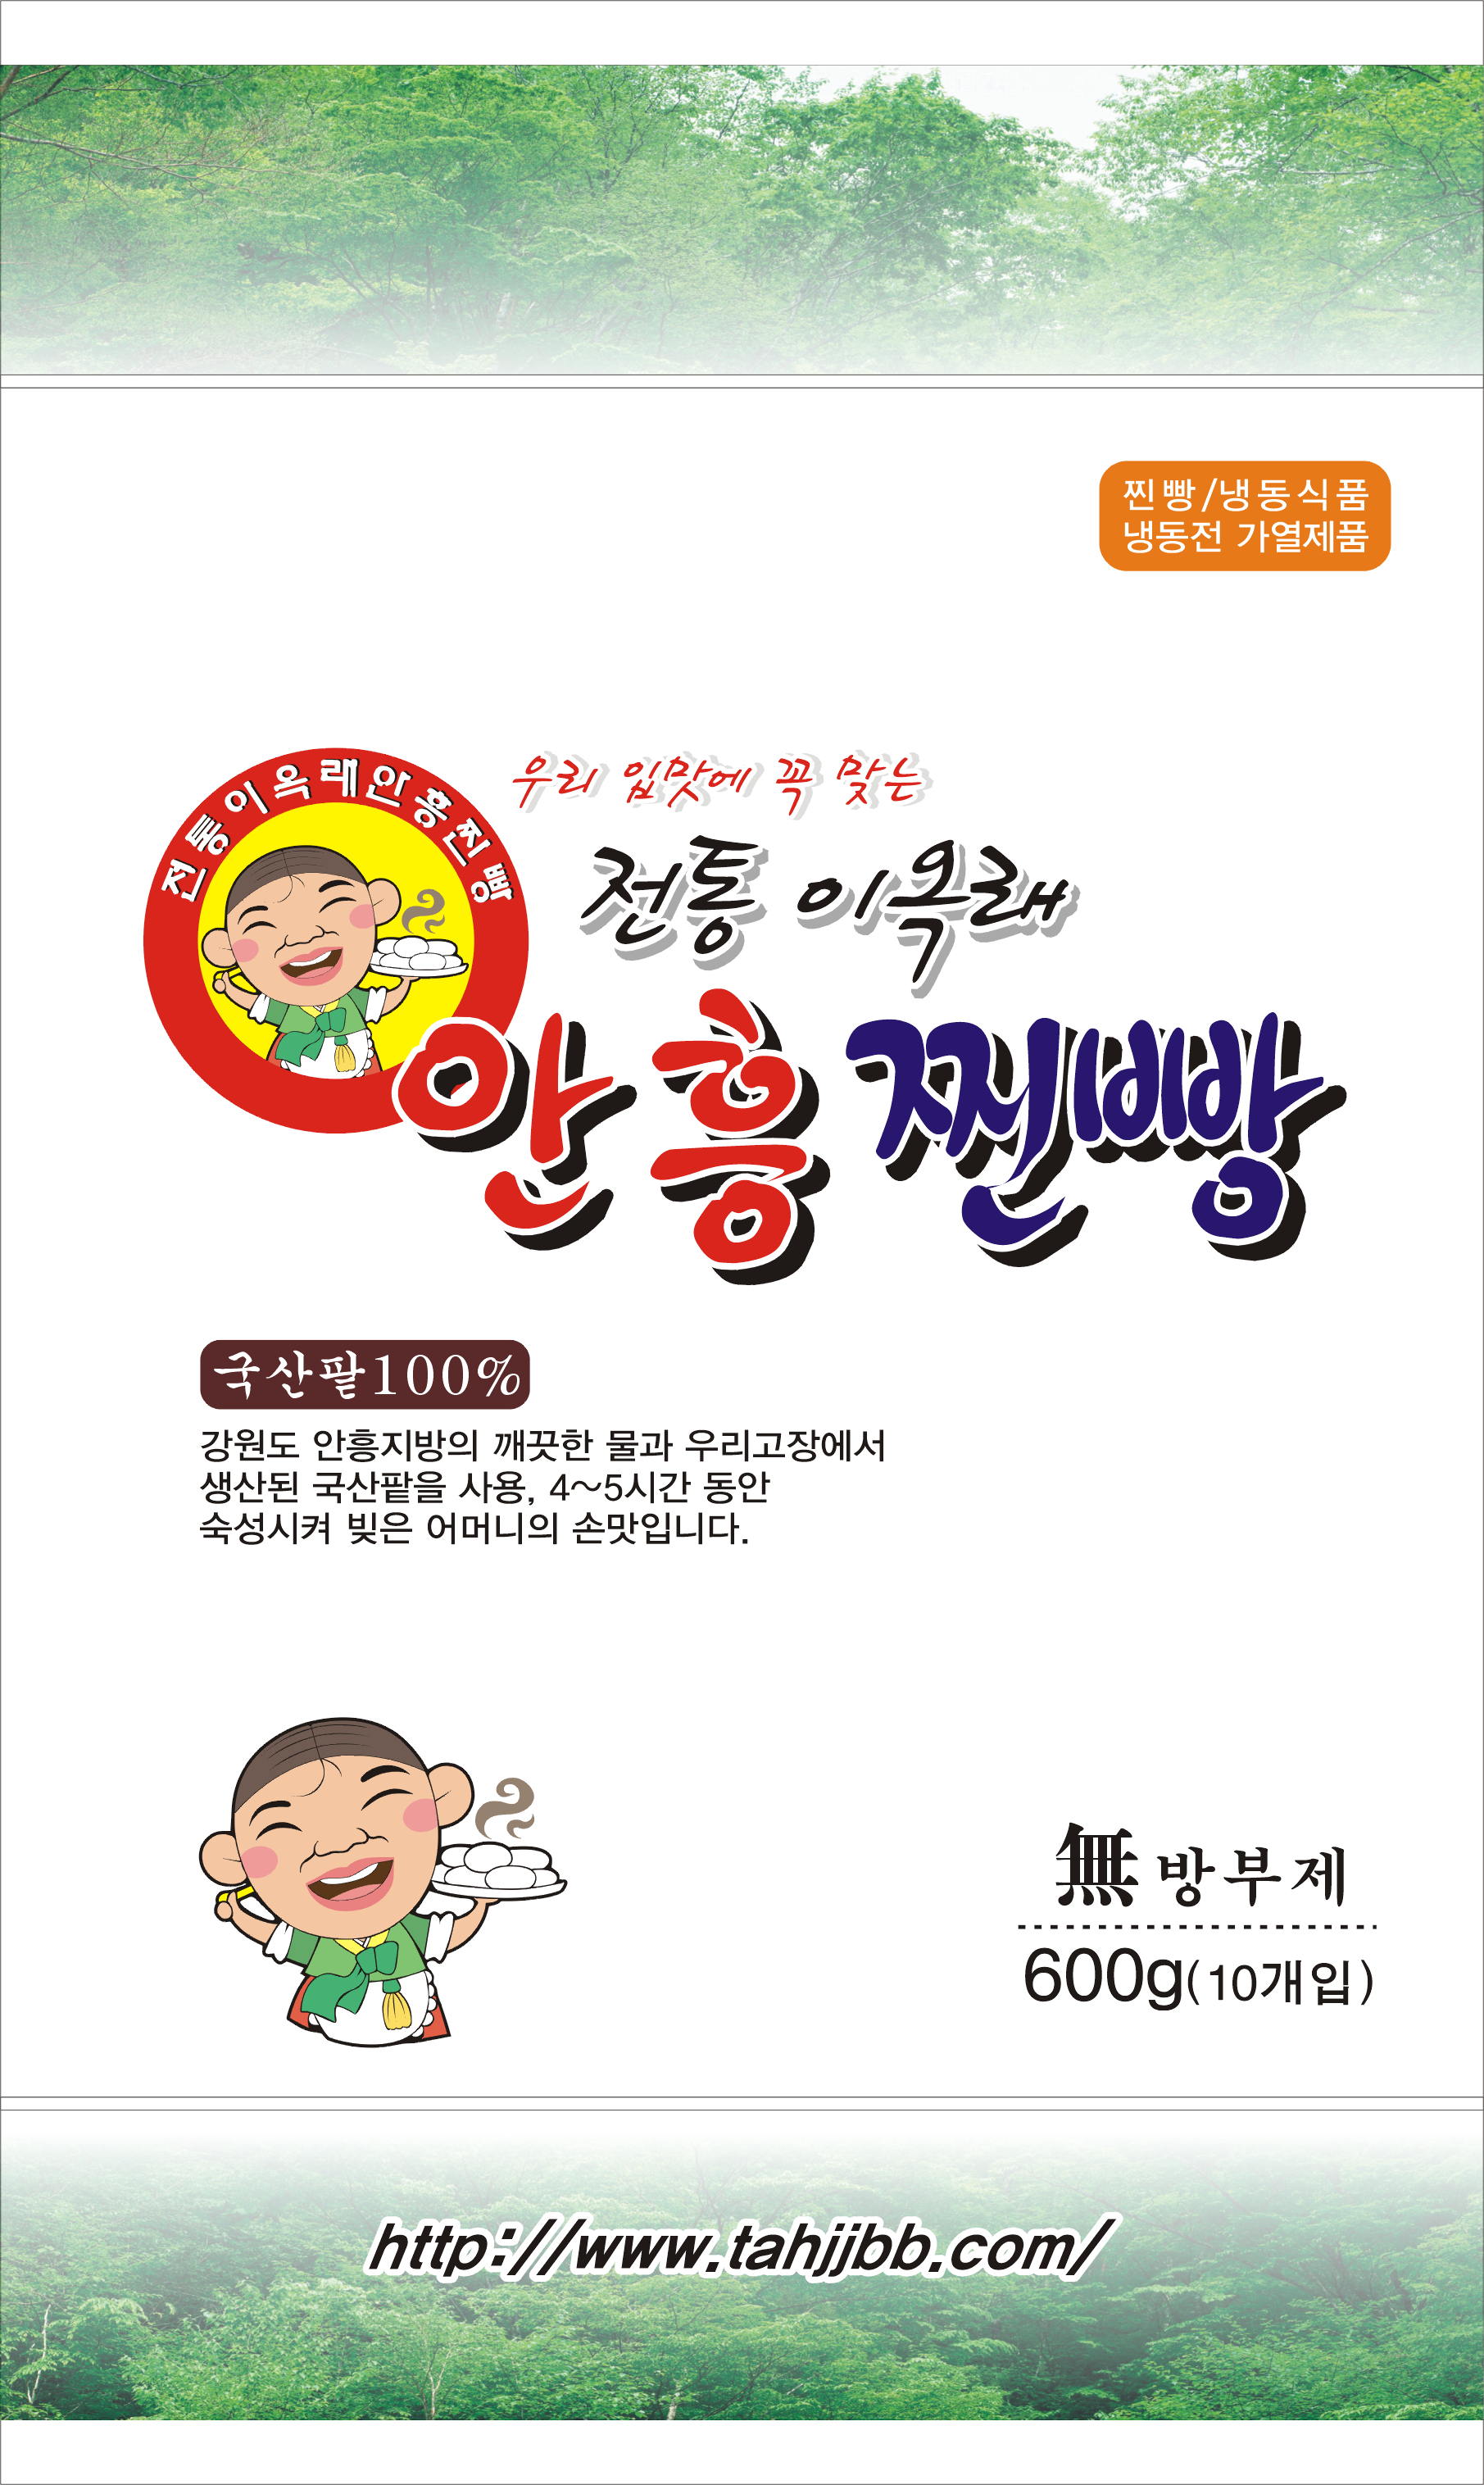 찐빵/냉동식품
냉동전 가열제품
전통이옥래안흥찐빵
우리 입맛에 꼭 맞는
전통 이옥래
안흥찐빵
국산팥100%
강원도 안흥지방의 깨끗한 물과 우리고장에서
생산된 국산팥을 사용, 4~5시간 동안
숙성시켜 빚은 어머니의 손맛입니다.
無방부제
600g(10개입)
http://www.tahjjbb.com/